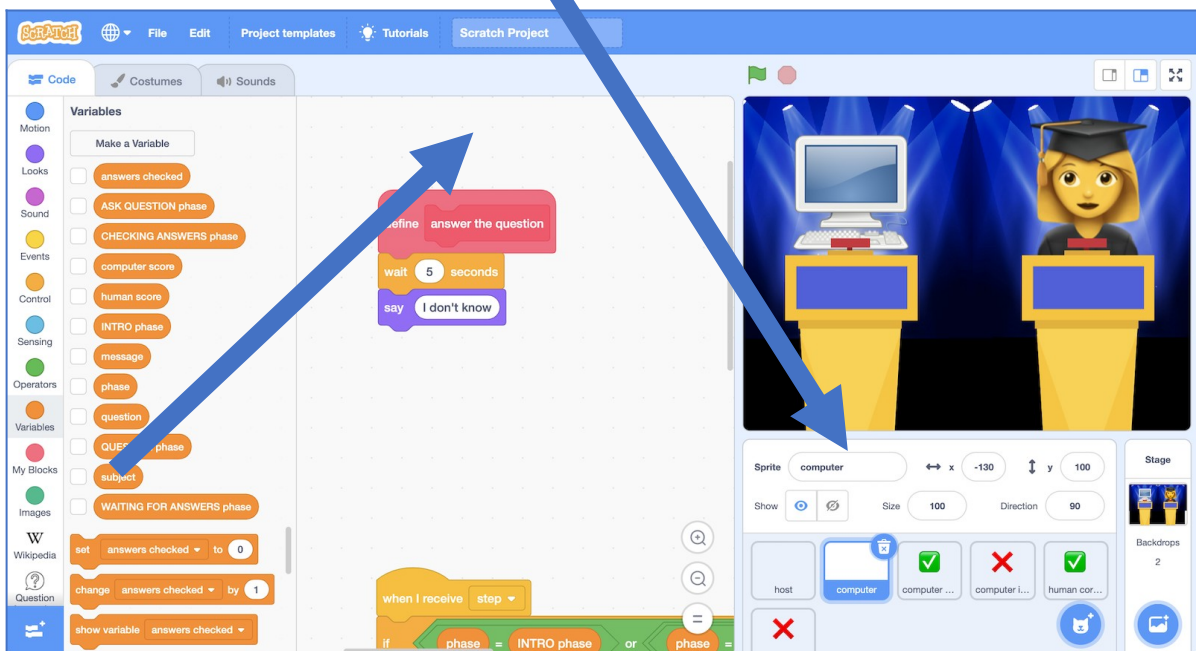 SCRATCH File Edit Project templates Tutorials Scratch Project
Code Costumes Sounds
Motion
Looks
Sound
Events
Control
Sensing
Operators
Variables
My Blocks
Images
W
Wikipedia
Question
Variables
Make a Variable
answers checked
ASK QUESTION phase
CHECKING ANSWERS phase
computer score
human score
INTRO phase
message
phase
question
phase
subject
WAITING FOR ANSWERS phase
set answers checked to 0
change answers checked by 1
show variable answers checked
define answer the question
wait 5 seconds
say I don't know
when I receive step
if phase = INTRO phase or phase =
Sprite computer x -130 y 100
Show Size 100 Direction 90
host computer computer ... computer i... human cor...
Stage
Backdrops
2